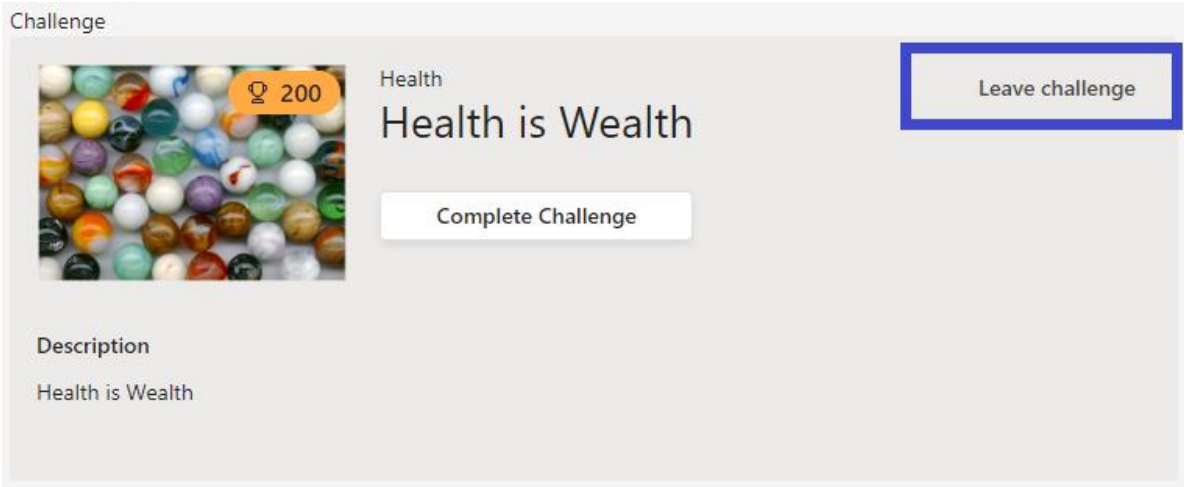 Challenge
200
Health
Health is Wealth
Leave challenge
Complete Challenge
Description
Health is Wealth